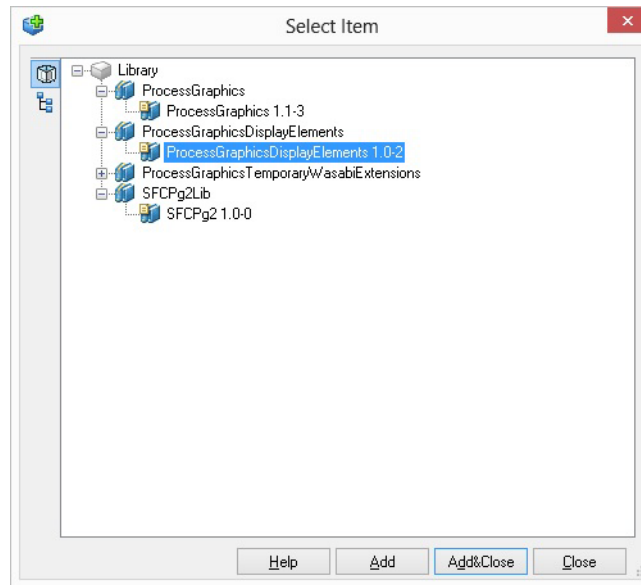 Select Item
Library
ProcessGraphics
ProcessGraphics 1.1-3
ProcessGraphicsDisplayElements
ProcessGraphicsDisplayElements 1.0-2
ProcessGraphicsTemporaryWasabiExtensions
SFCPg2Lib
SFCPg2 1.0-0
Help Add Add&Close Close